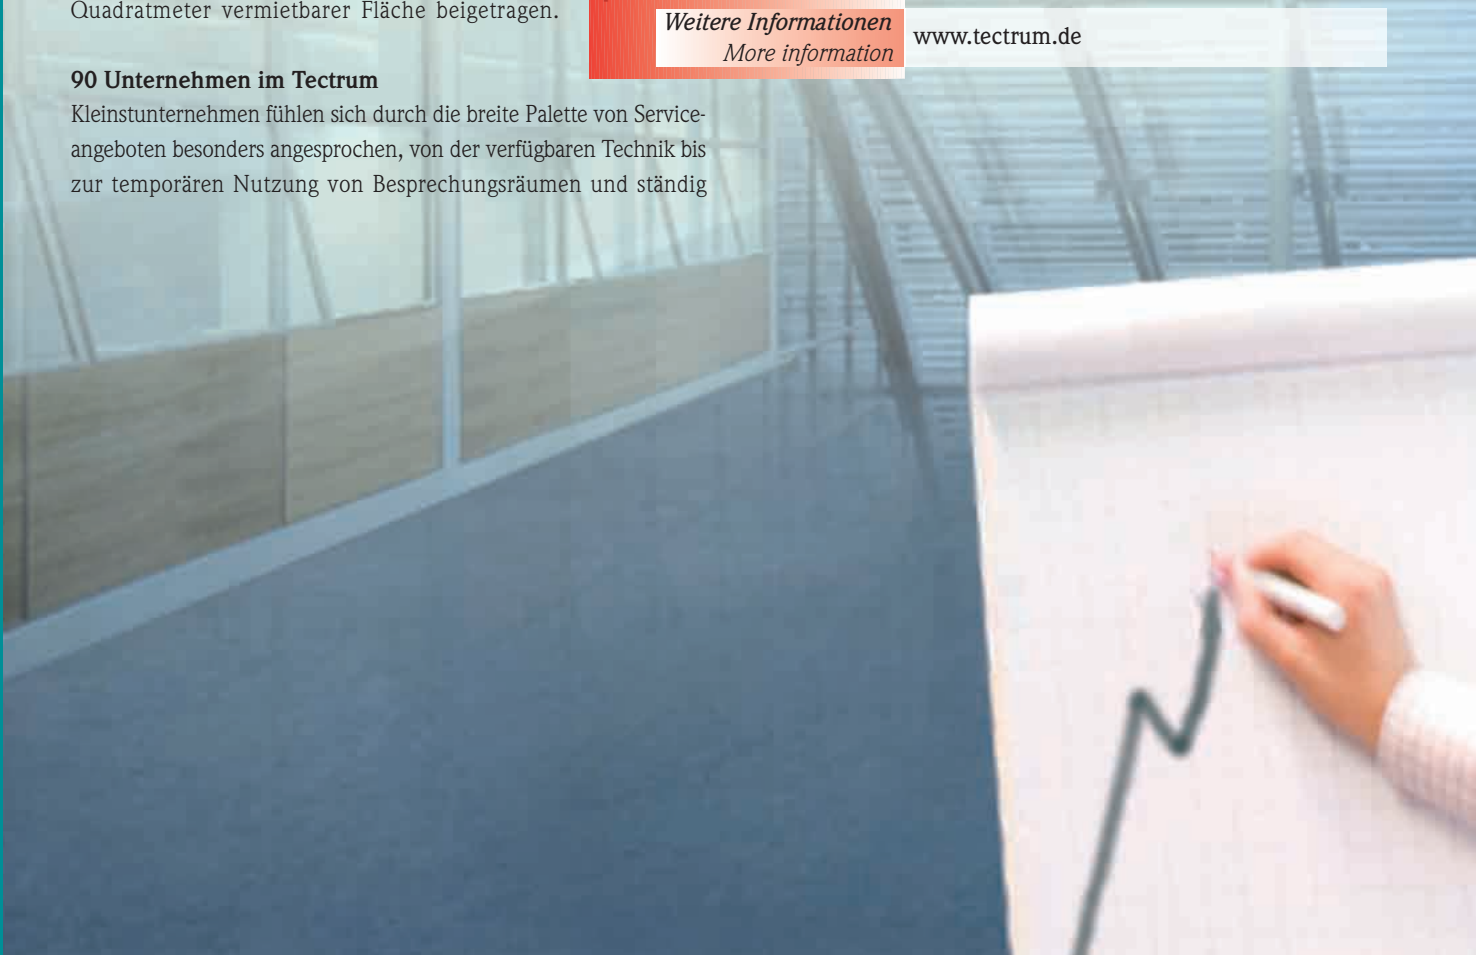 Quadratmeter vermietbarer Fläche beigetragen.
90 Unternehmen im Tectrum
Kleinstunternehmen fühlen sich durch die breite Palette von Service-
angeboten besonders angesprochen, von der verfügbaren Technik bis
zur temporären Nutzung von Besprechungsräumen und ständig
Weitere Informationen
More information
www.tectrum.de